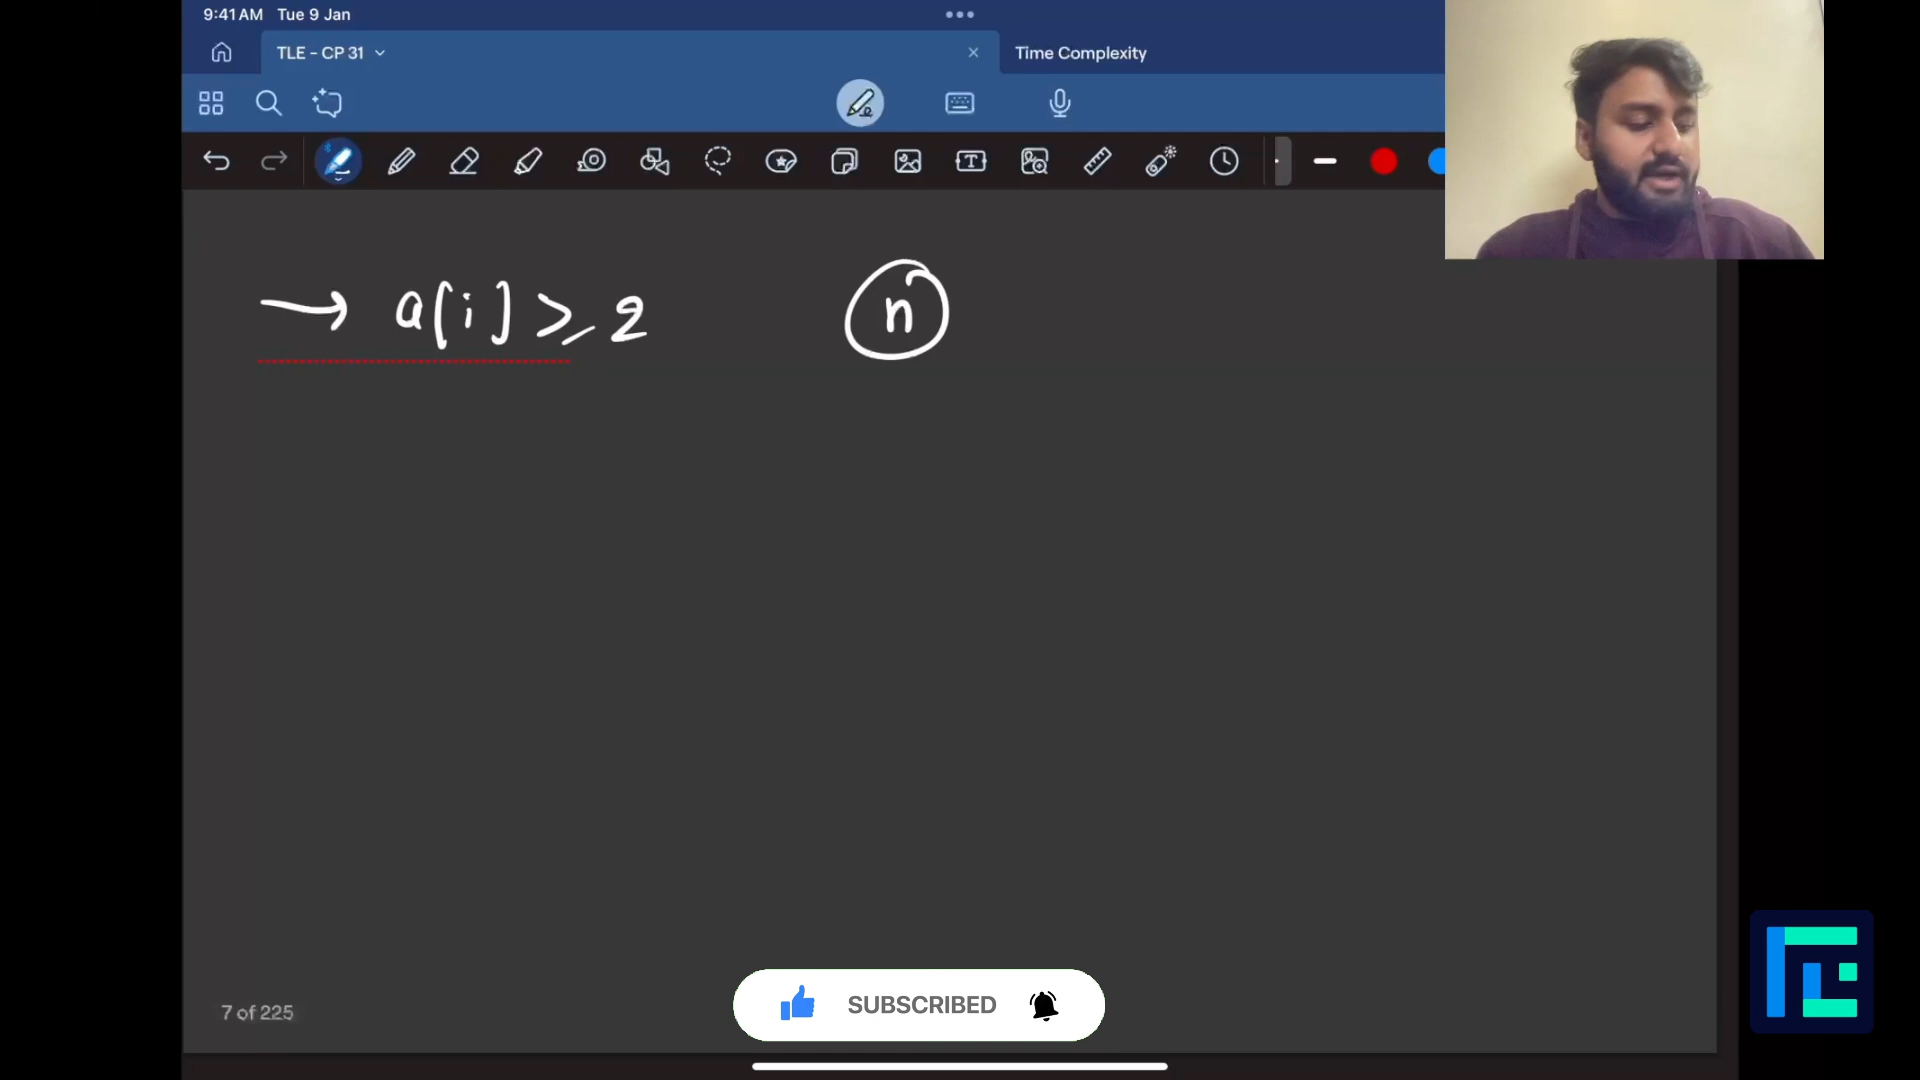 9:41 AM Tue 9 Jan
TLE - CP 31
Time Complexity
→ a[i] ≥ 2 n
7 of 225
SUBSCRIBED